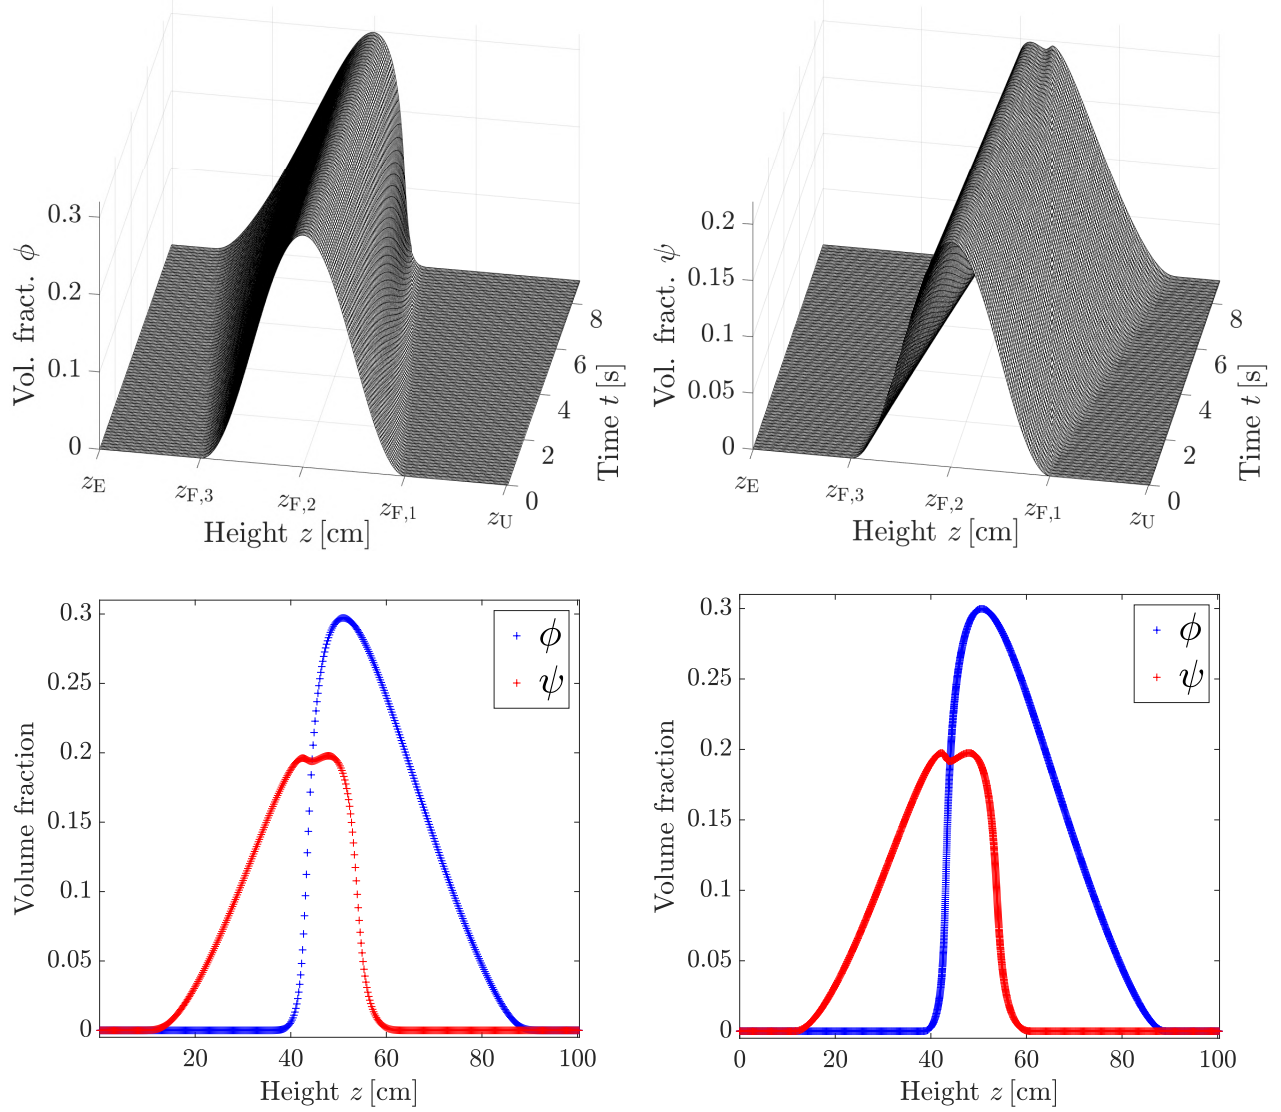 Vol. fract. ϕ
0.3
0.2
0.1
0
z_E
z_F,3
z_F,2
z_F,1
z_U
Height z [cm]
0
2
4
6
8
Time t [s]
Vol. fract. ψ
0.2
0.15
0.1
0.05
0
z_E
z_F,3
z_F,2
z_F,1
z_U
Height z [cm]
0
2
4
6
8
Time t [s]
Volume fraction
0.3
0.25
0.2
0.15
0.1
0.05
0
20 40 60 80 100
Height z [cm]
ϕ
ψ
Volume fraction
0.3
0.25
0.2
0.15
0.1
0.05
0
0 20 40 60 80 100
Height z [cm]
ϕ
ψ